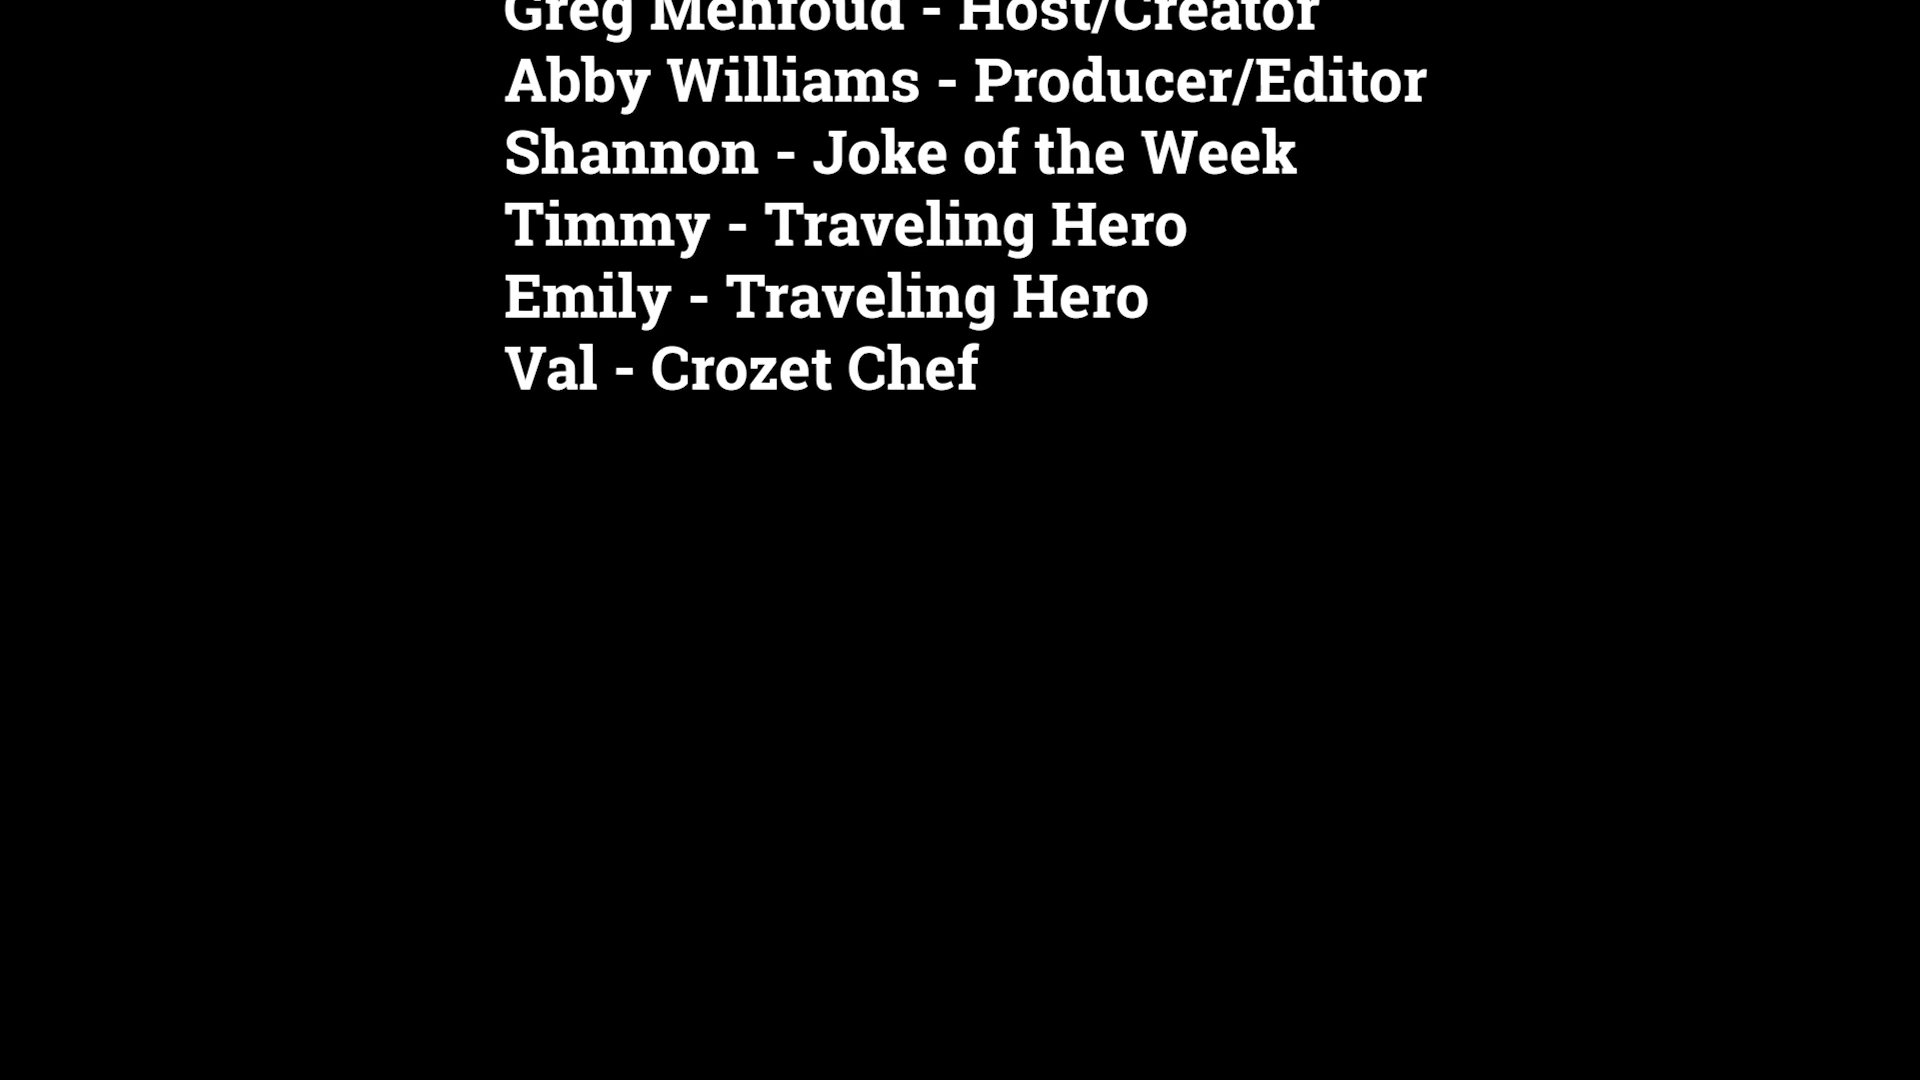 Greg Menfoud - Host/Creator
Abby Williams - Producer/Editor
Shannon - Joke of the Week
Timmy - Traveling Hero
Emily - Traveling Hero
Val - Crozet Chef